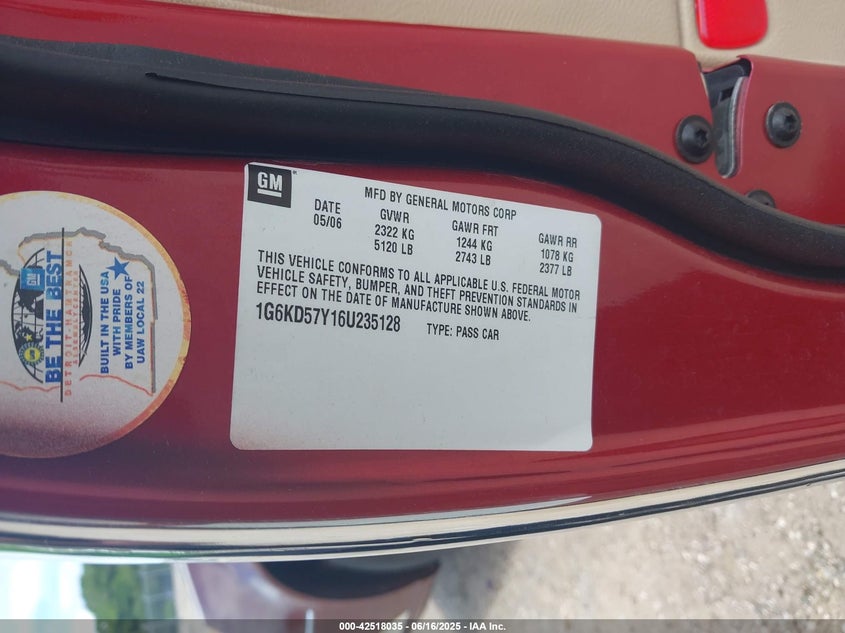 GM
MFD BY GENERAL MOTORS CORP
DATE GVWR GAWR FRT GAWR RR
05/06 2322 KG 1244 KG 1078 KG
5120 LB 2743 LB 2377 LB
THIS VEHICLE CONFORMS TO ALL APPLICABLE U.S. FEDERAL MOTOR
VEHICLE SAFETY, BUMPER, AND THEFT PREVENTION STANDARDS IN
EFFECT ON THE DATE OF MANUFACTURE SHOWN ABOVE.
1G6KD57Y16U235128 TYPE: PASS CAR
GM
BE THE BEST
BUILT IN THE USA
WITH PRIDE
BY MEMBERS OF
UAW LOCAL 22
000-42518035 - 06/16/2025 - IAA Inc.